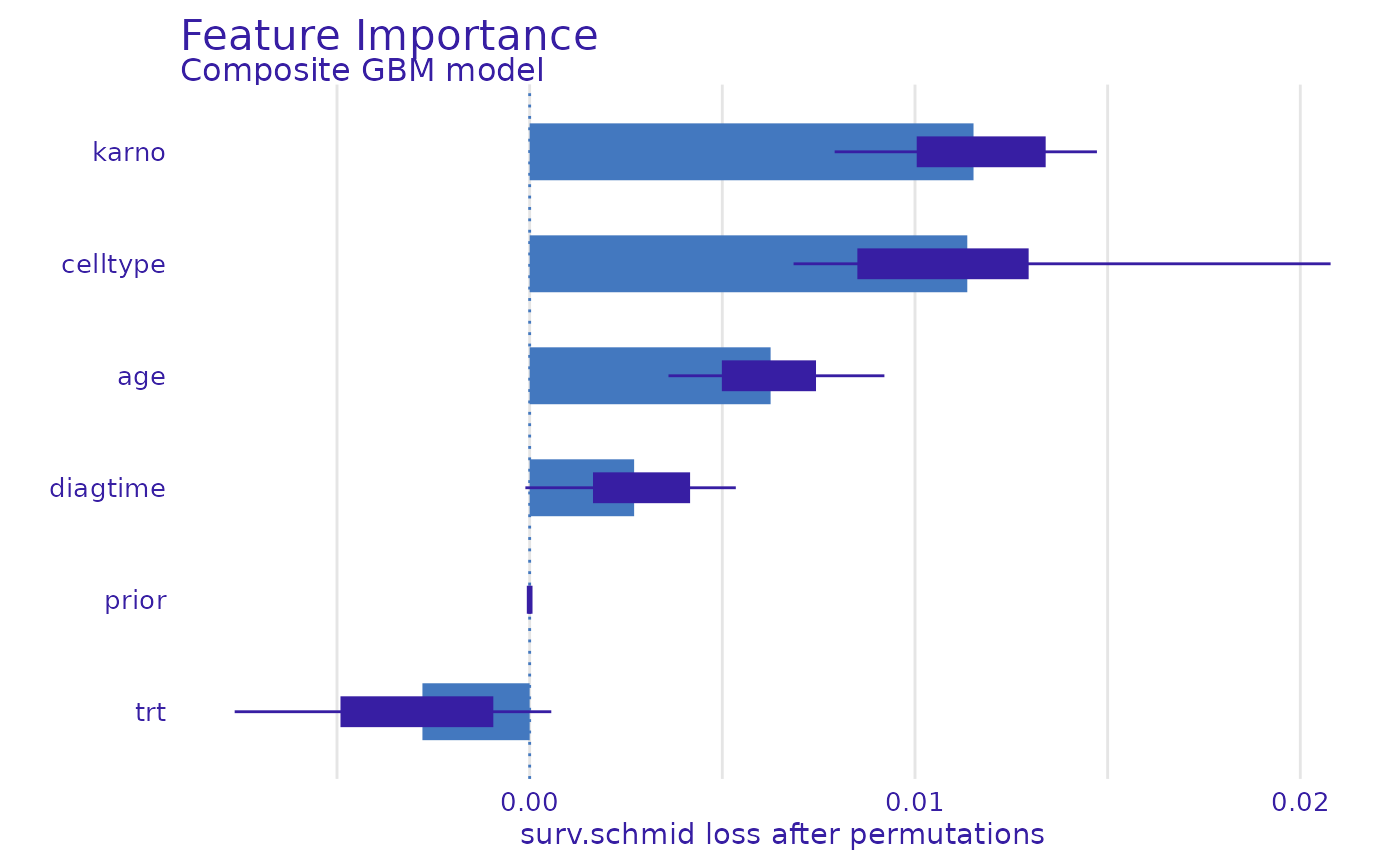 Feature Importance
Composite GBM model
karno
celltype
age
diagtime
prior
trt
0.00
0.01
0.02
surv.schmid loss after permutations